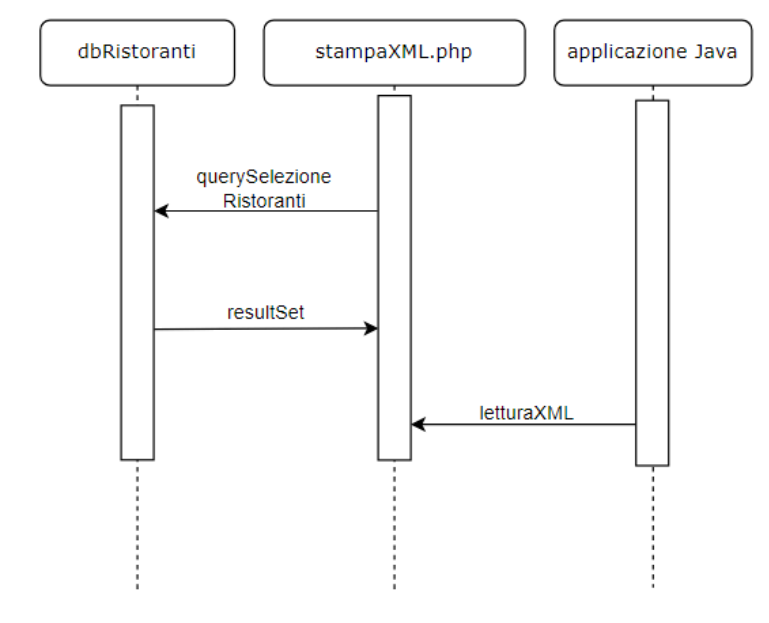 dbRistoranti
stampaXML.php
applicazione Java
querySelezione
Ristoranti
resultSet
letturaXML